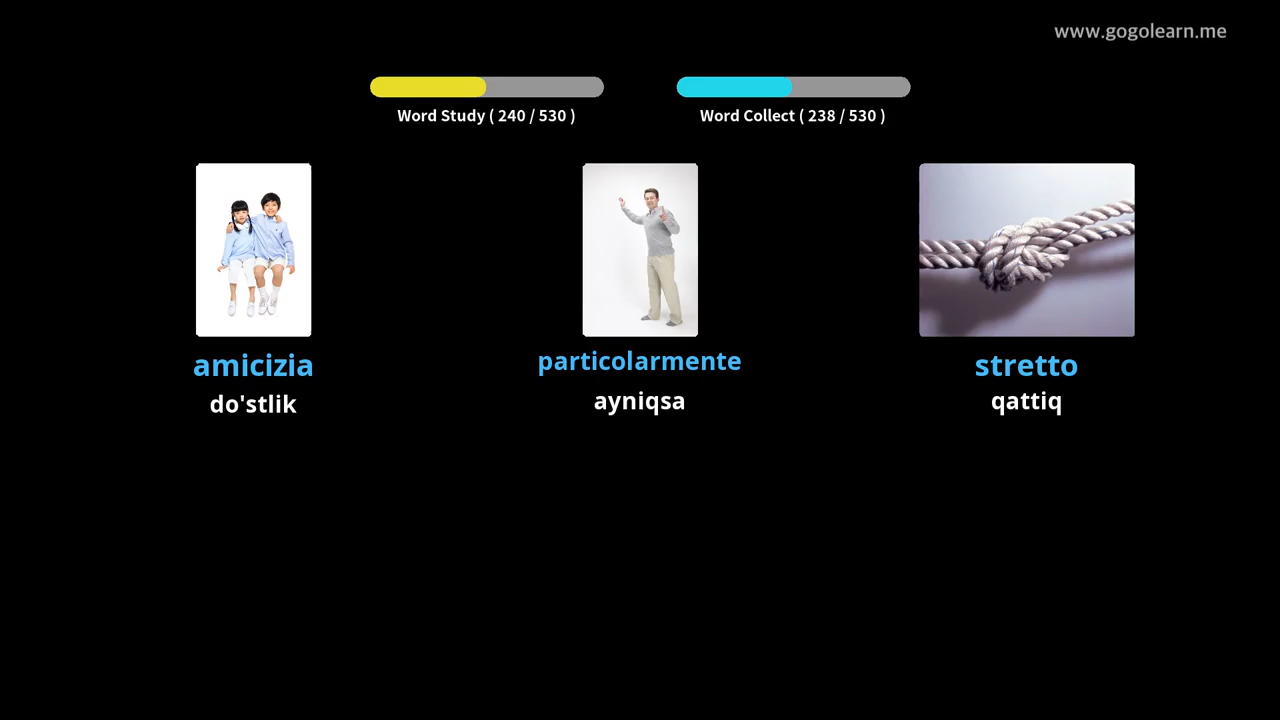 www.gogolearn.me
Word Study ( 240 / 530 )
Word Collect ( 238 / 530 )
amicizia
do'stlik
particolarmente
ayniqsa
stretto
qattiq